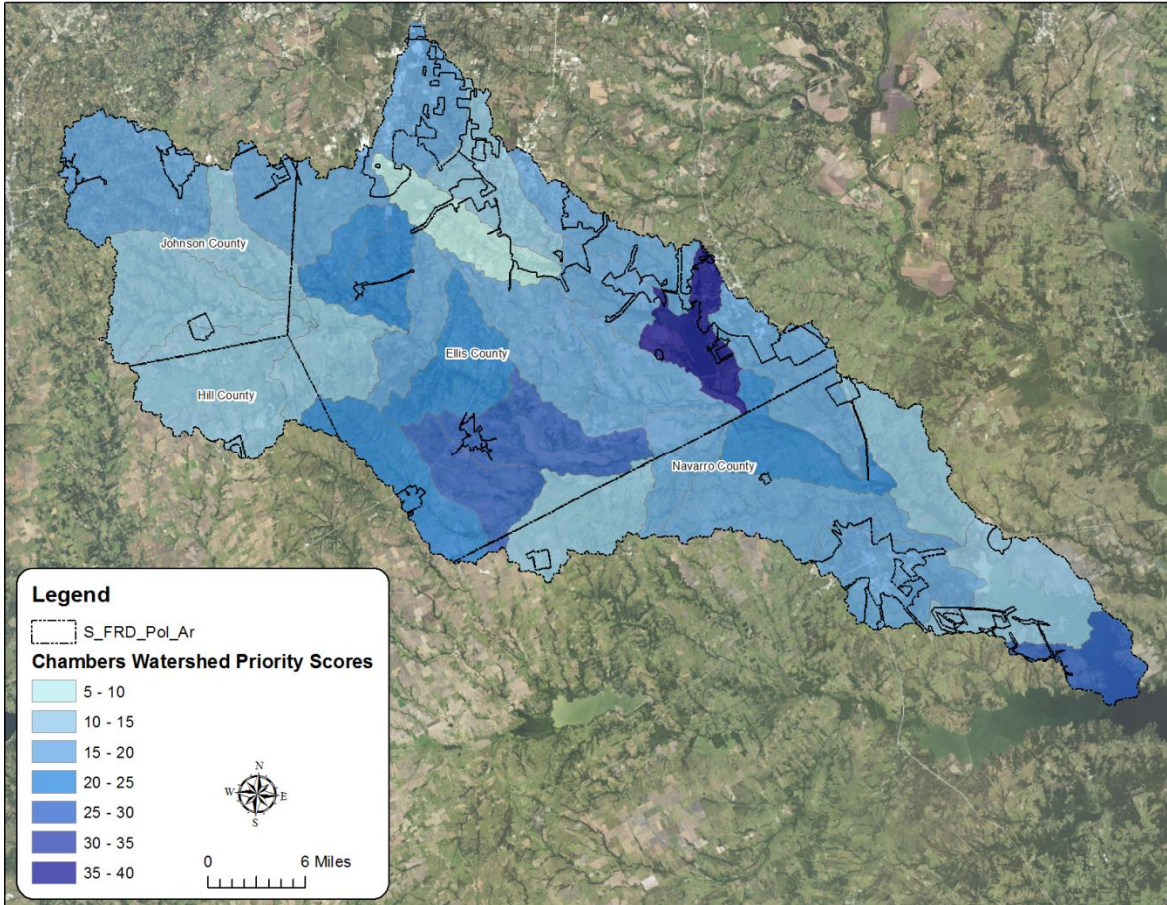 Johnson County
Ellis County
Hill County
Navarro County
Legend
S_FRD_Pol_Ar
Chambers Watershed Priority Scores
5 - 10
10 - 15
15 - 20
20 - 25
25 - 30
30 - 35
35 - 40
N
W
E
S
0
6 Miles